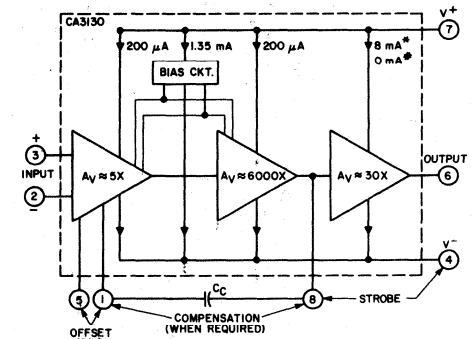 CA3130
V+
7
200 μA
1.35 mA
200 μA
8 mA*
0 mA#
BIAS CKT.
+
3
INPUT
2
−
AV ≈ 5X
AV ≈ 6000X
AV ≈ 30X
OUTPUT
6
V−
4
CC
5
1
8
STROBE
OFFSET
NULL
COMPENSATION
(WHEN REQUIRED)